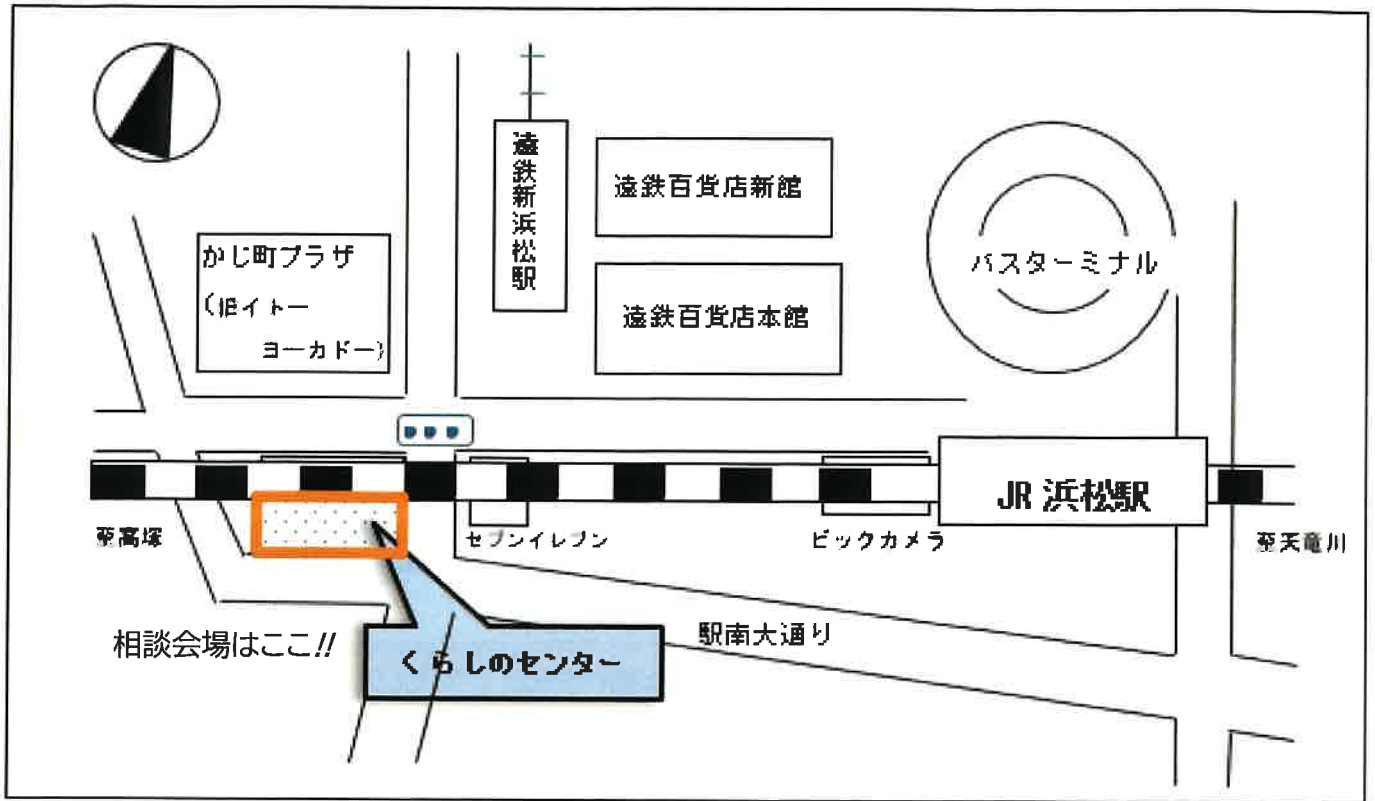 遠鉄新浜松駅
遠鉄百貨店新館
遠鉄百貨店本館
バスターミナル
かじ町プラザ
(旧イトー
ヨーカドー)
JR 浜松駅
至高塚
セブンイレブン
ビックカメラ
至天竜川
相談会場はここ!!
くらしのセンター
駅南大通り